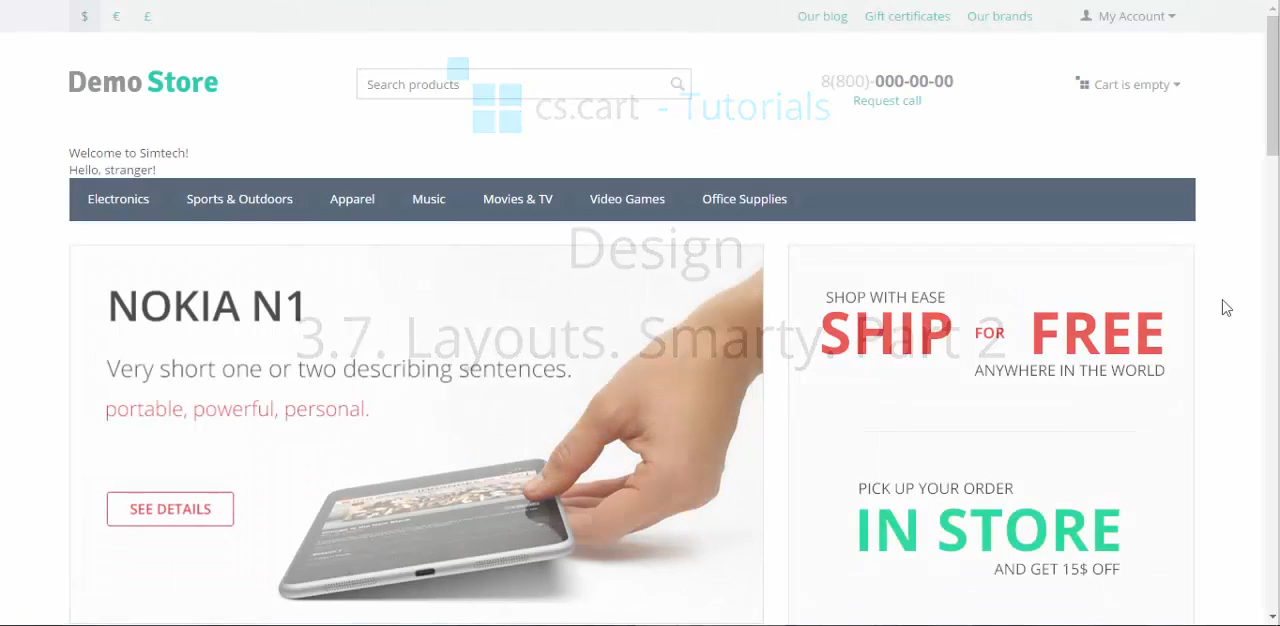 $ € £ Our blog Gift certificates Our brands My Account
Demo Store Search products 8(800)-000-00-00 Cart is empty
Request call
cs.cart - Tutorials
Welcome to Simtech!
Hello, stranger!
Electronics Sports & Outdoors Apparel Music Movies & TV Video Games Office Supplies
Design
3.7. Layouts. Smarty. Part 2
NOKIA N1
Very short one or two describing sentences.
portable, powerful, personal.
SEE DETAILS
SHOP WITH EASE
SHIP FOR FREE
ANYWHERE IN THE WORLD
PICK UP YOUR ORDER
IN STORE
AND GET 15$ OFF